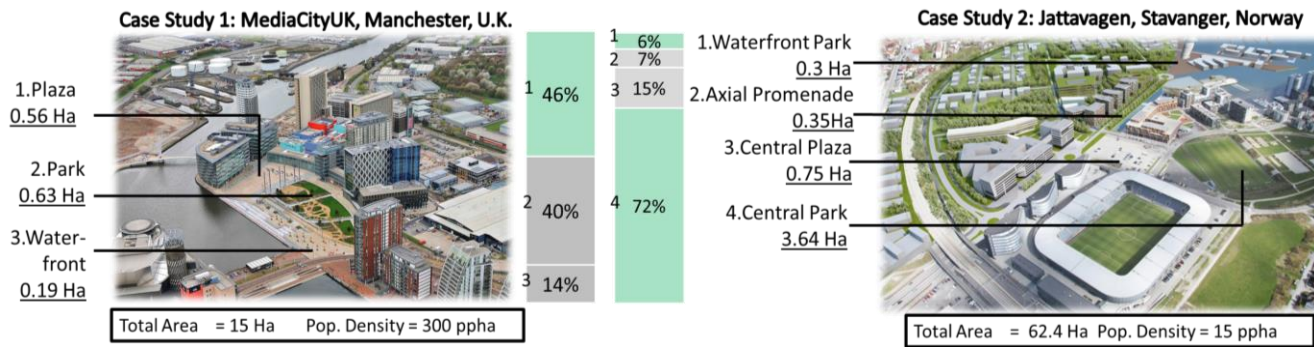 Case Study 1: MediaCityUK, Manchester, U.K.
1.Plaza
0.56 Ha
2.Park
0.63 Ha
3.Water-
front
0.19 Ha
Total Area = 15 Ha Pop. Density = 300 ppha
1 46%
2 40%
3 14%
1 6%
2 7%
3 15%
4 72%
Case Study 2: Jattavagen, Stavanger, Norway
1.Waterfront Park
0.3 Ha
2.Axial Promenade
0.35Ha
3.Central Plaza
0.75 Ha
4.Central Park
3.64 Ha
Total Area = 62.4 Ha Pop. Density = 15 ppha